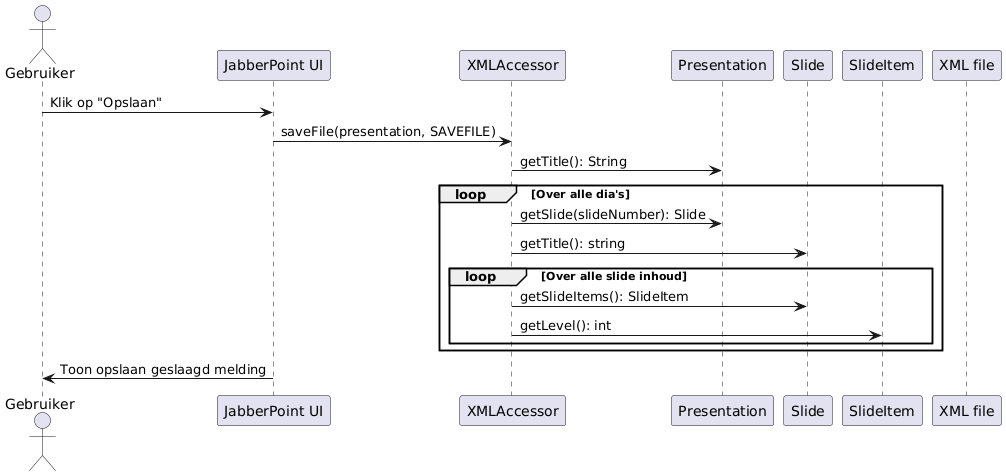 Gebruiker
JabberPoint UI
XMLAccessor
Presentation
Slide
SlideItem
XML file
Klik op "Opslaan"
saveFile(presentation, SAVEFILE)
getTitle(): String
loop
[Over alle dia's]
getSlide(slideNumber): Slide
getTitle(): string
loop
[Over alle slide inhoud]
getSlideItems(): SlideItem
getLevel(): int
Toon opslaan geslaagd melding
Gebruiker
JabberPoint UI
XMLAccessor
Presentation
Slide
SlideItem
XML file